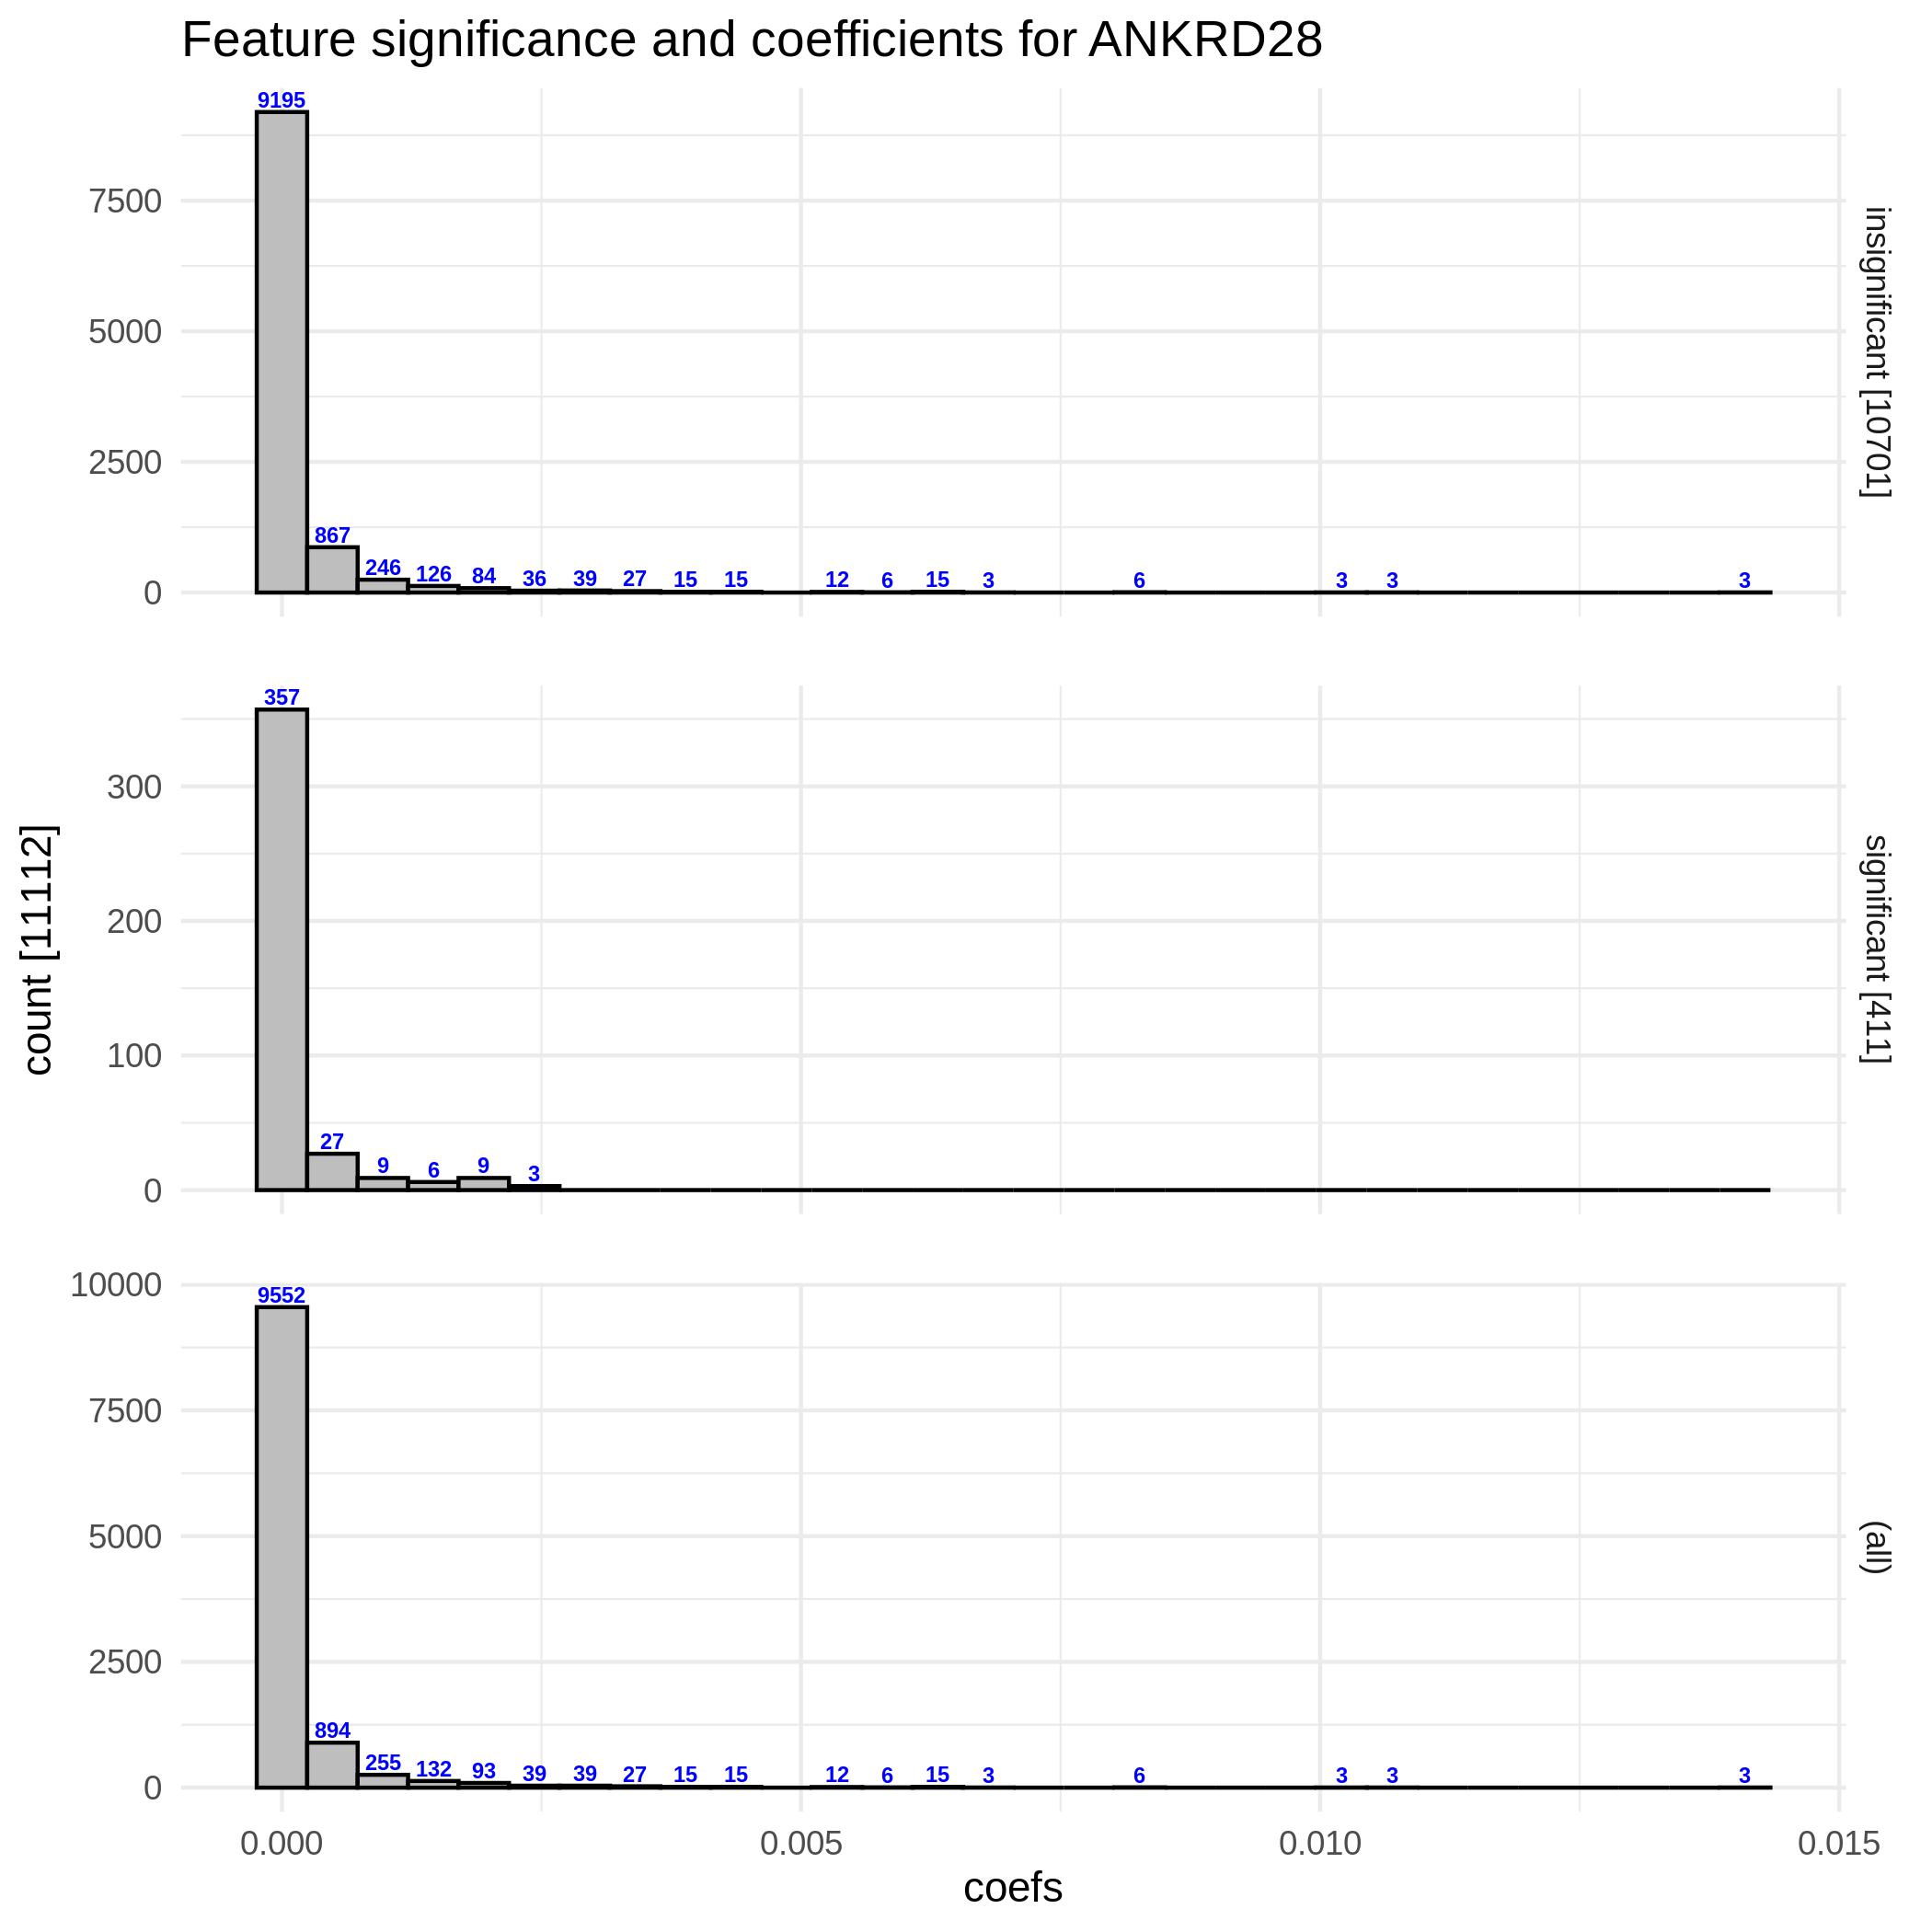 Feature significance and coefficients for ANKRD28
9195
7500
5000
2500
0
867
246 126 84 36 39 27 15 15 12 6 15 3 6 3 3 3
insignificant [10701]
357
300
200
100
0
27
9 6 9 3
significant [411]
count [11112]
10000
9552
7500
5000
2500
0
894
255 132 93 39 39 27 15 15 12 6 15 3 6 3 3 3
(all)
0.000 0.005 0.010 0.015
coefs